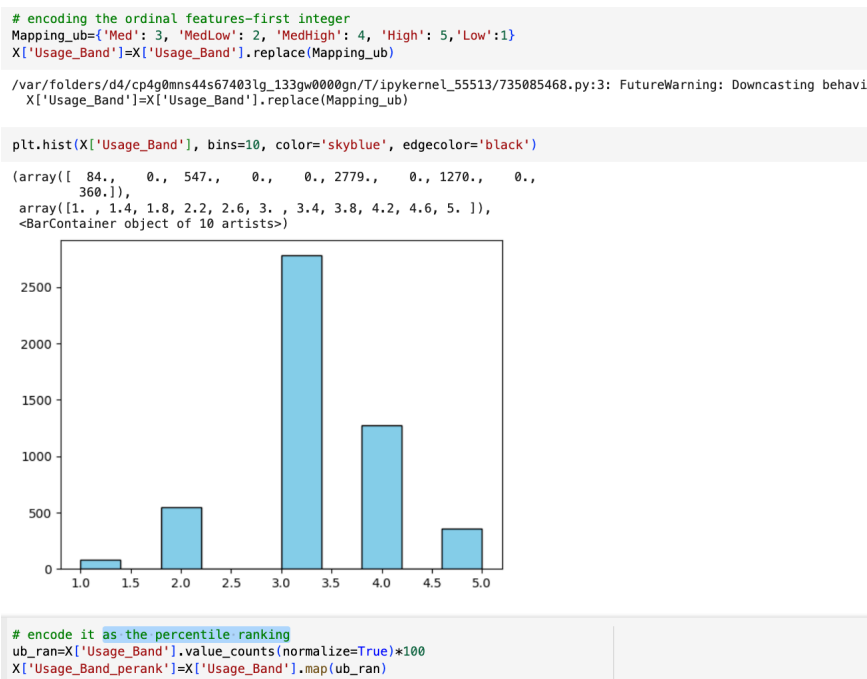 # encoding the ordinal features-first integer
Mapping_ub={'Med': 3, 'MedLow': 2, 'MedHigh': 4, 'High': 5,'Low':1}
X['Usage_Band']=X['Usage_Band'].replace(Mapping_ub)
/var/folders/d4/cp4g0mns44s67403lg_133gw0000gn/T/ipykernel_55513/735085468.py:3: FutureWarning: Downcasting behavi
  X['Usage_Band']=X['Usage_Band'].replace(Mapping_ub)
plt.hist(X['Usage_Band'], bins=10, color='skyblue', edgecolor='black')
(array([  84.,    0.,  547.,    0.,    0., 2779.,    0., 1270.,    0.,
         360.]),
 array([1. , 1.4, 1.8, 2.2, 2.6, 3. , 3.4, 3.8, 4.2, 4.6, 5. ]),
 <BarContainer object of 10 artists>)
2500
2000
1500
1000
500
0
1.0 1.5 2.0 2.5 3.0 3.5 4.0 4.5 5.0
# encode it as the percentile ranking
ub_ran=X['Usage_Band'].value_counts(normalize=True)*100
X['Usage_Band_perank']=X['Usage_Band'].map(ub_ran)